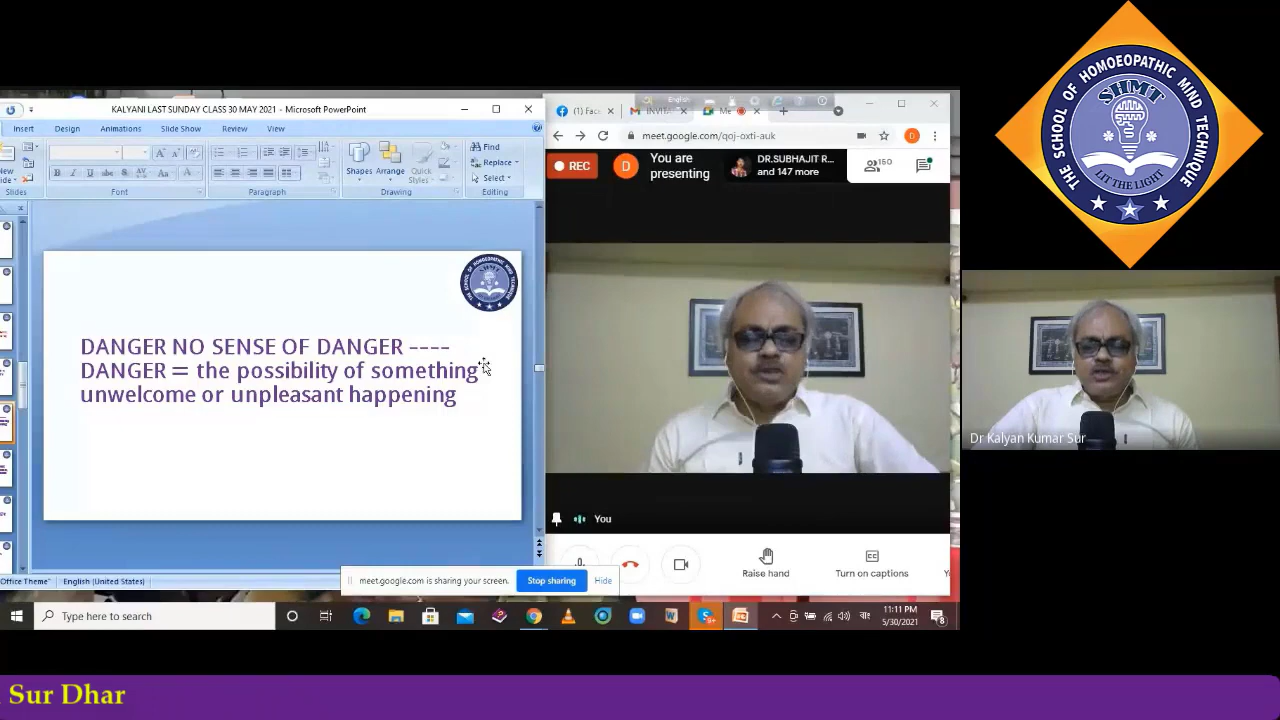 KALYANI LAST SUNDAY CLASS 30 MAY 2021 - Microsoft PowerPoint
Insert Design Animations Slide Show Review View
Find
Replace
Select
Shapes Arrange Quick Styles
Slides Font Paragraph Drawing Editing
DANGER NO SENSE OF DANGER ----
DANGER = the possibility of something
unwelcome or unpleasant happening
Office Theme" English (United States)
meet.google.com is sharing your screen. Stop sharing Hide
English
meet.google.com/qoj-oxti-auk
D
REC
D
You are
presenting
DR.SUBHAJIT R...
and 147 more
150
You
Raise hand
Turn on captions
Type here to search
11:11 PM
5/30/2021
8
THE SCHOOL OF HOMOEOPATHIC MIND TECHNIQUE
SHMT
LIT THE LIGHT
Dr Kalyan Kumar Sur
Sur Dhar